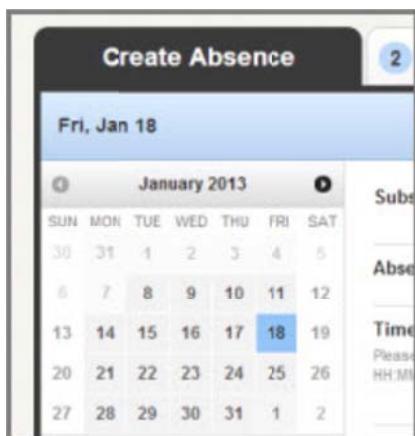 Create Absence
2
Fri, Jan 18
January 2013
Subs
SUN MON TUE WED THU FRI SAT
30 31 1 2 3 4 5
Abse
6 7 8 9 10 11 12
13 14 15 16 17 18 19
Time
Please
20 21 22 23 24 25 26
HH:MM
27 28 29 30 31 1 2